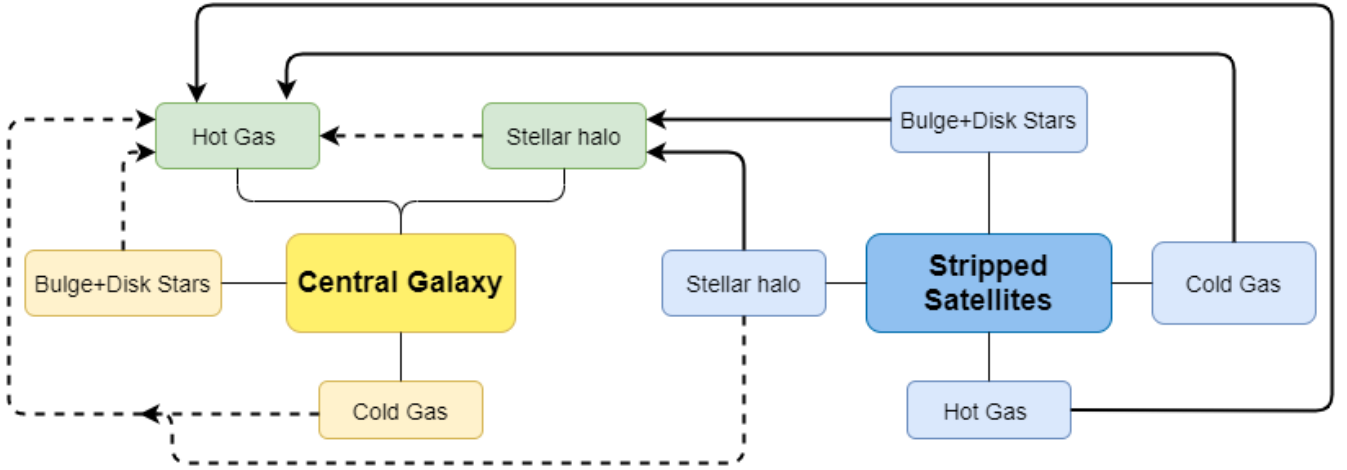 Bulge+Disk Stars
Hot Gas
Stellar halo
Stripped
Satellites
Central Galaxy
Bulge+Disk Stars
Stellar halo
Cold Gas
Cold Gas
Hot Gas